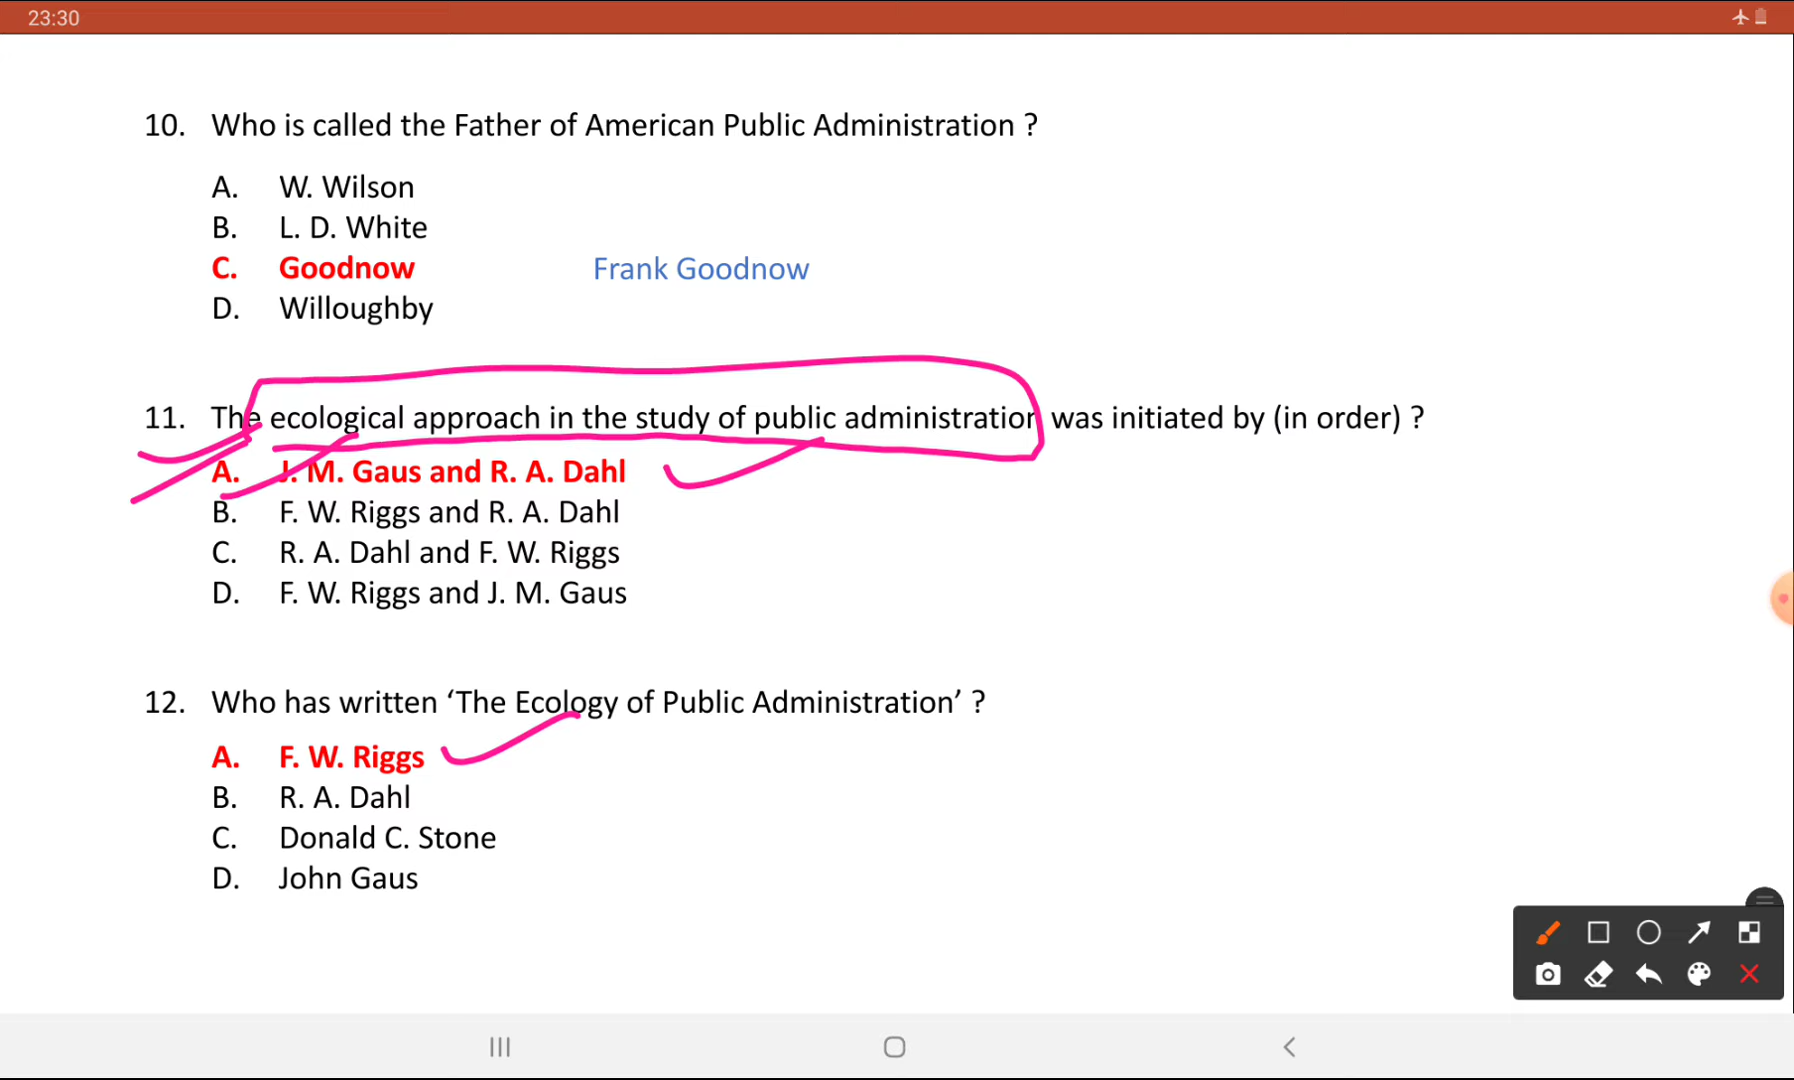 23:30
10. Who is called the Father of American Public Administration ?
A. W. Wilson
B. L. D. White
C. Goodnow Frank Goodnow
D. Willoughby
11. The ecological approach in the study of public administration was initiated by (in order) ?
A. J. M. Gaus and R. A. Dahl
B. F. W. Riggs and R. A. Dahl
C. R. A. Dahl and F. W. Riggs
D. F. W. Riggs and J. M. Gaus
12. Who has written ‘The Ecology of Public Administration’ ?
A. F. W. Riggs
B. R. A. Dahl
C. Donald C. Stone
D. John Gaus